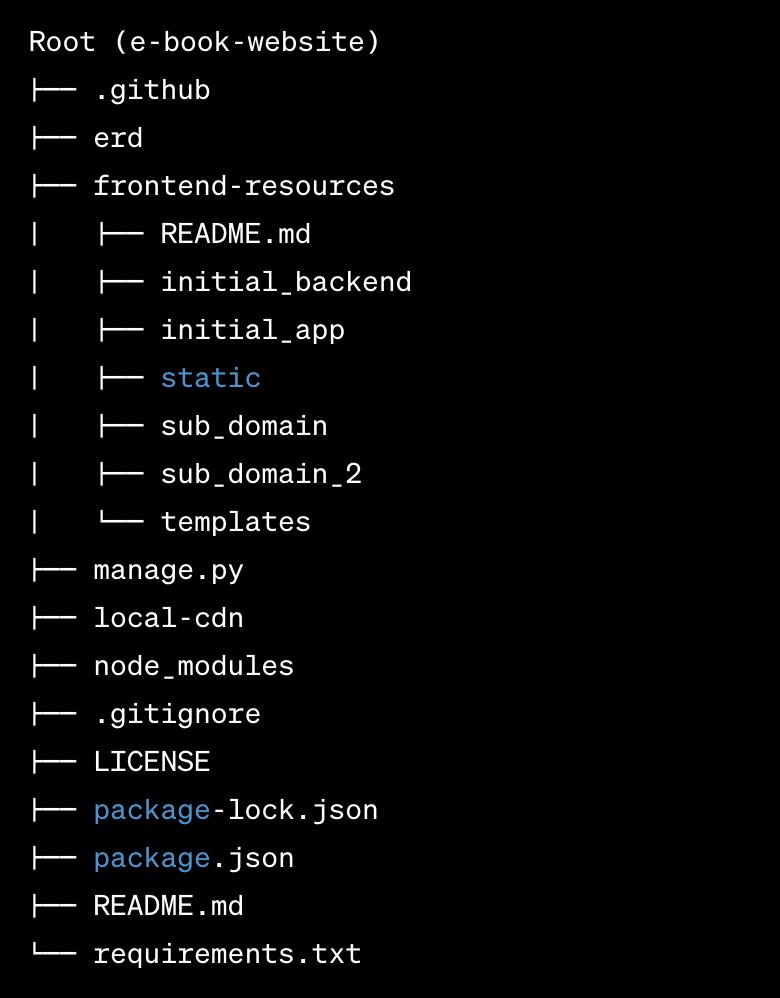 Root (e-book-website)
├── .github
├── erd
├── frontend-resources
│   ├── README.md
│   ├── initial_backend
│   ├── initial_app
│   ├── static
│   ├── sub_domain
│   ├── sub_domain_2
│   └── templates
├── manage.py
├── local-cdn
├── node_modules
├── .gitignore
├── LICENSE
├── package-lock.json
├── package.json
├── README.md
└── requirements.txt